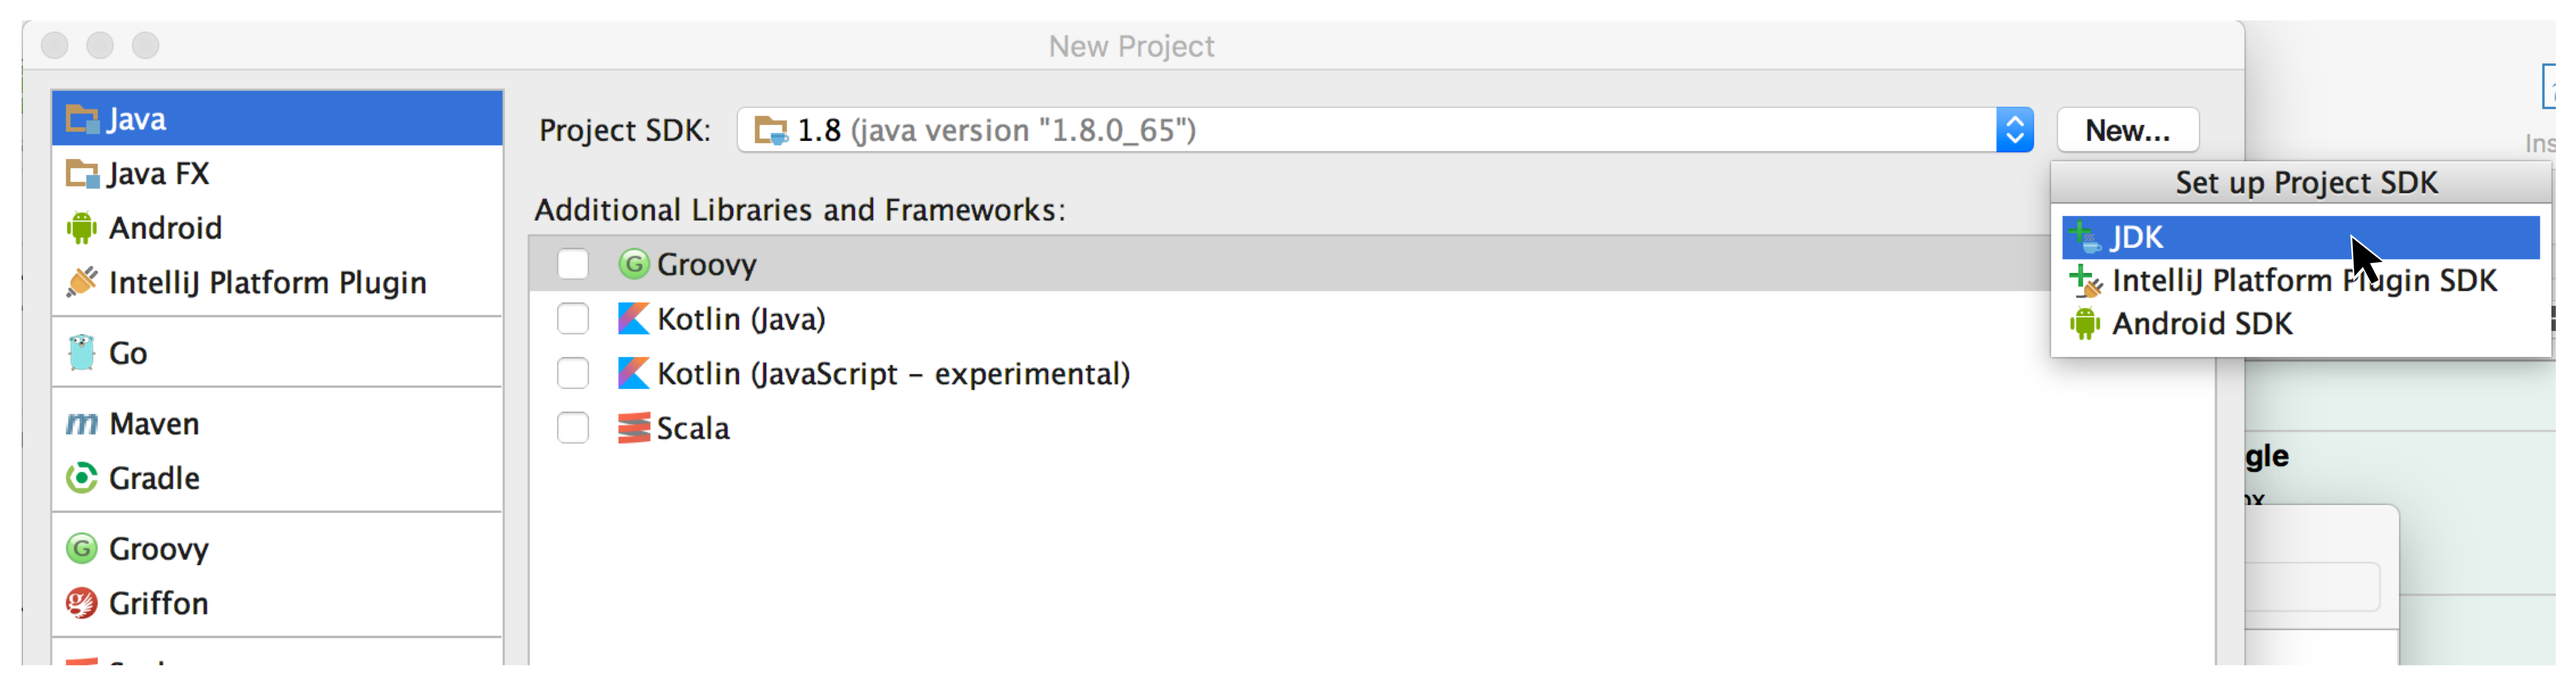 New Project
Java
Java FX
Android
IntelliJ Platform Plugin
Go
Maven
Gradle
Groovy
Griffon
Project SDK: 1.8 (java version "1.8.0_65") New...
Additional Libraries and Frameworks:
Groovy
Kotlin (Java)
Kotlin (JavaScript – experimental)
Scala
Set up Project SDK
JDK
IntelliJ Platform Plugin SDK
Android SDK
Ins
gle